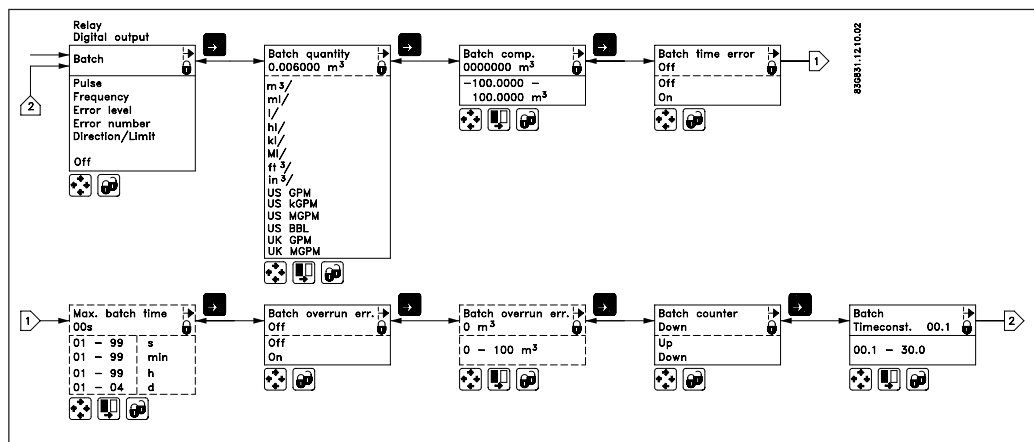 Relay
Digital output
Batch
Pulse
Frequency
Error level
Error number
Direction/Limit
Off
2
Batch quantity
0.006000 m³
m³/
ml/
l/
hl/
kl/
Ml/
ft³/
in³/
US GPM
US kGPM
US MGPM
US BBL
UK GPM
UK MGPM
Batch comp.
0000000 m³
-100.0000 -
100.0000 m³
Batch time error
Off
Off
On
1
83G831.12.10.02
1
Max. batch time
00s
01 - 99 s
01 - 99 min
01 - 99 h
01 - 04 d
Batch overrun err.
Off
Off
On
Batch overrun err.
0 m³
0 - 100 m³
Batch counter
Down
Up
Down
Batch
Timeconst. 00.1
00.1 - 30.0
2